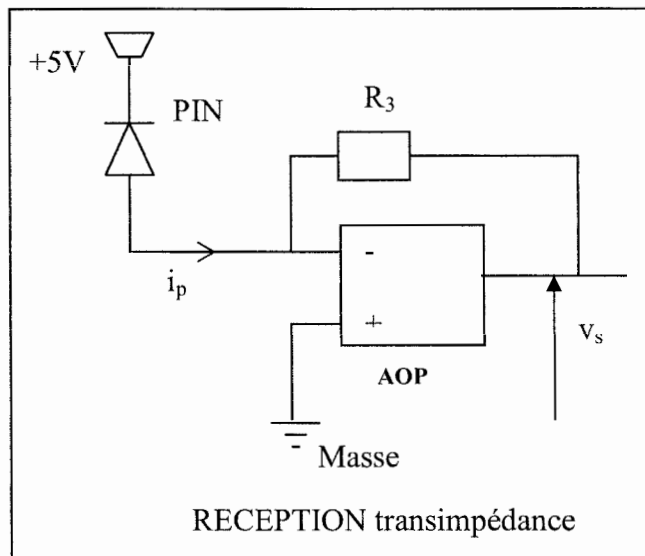 +5V
PIN
R3
ip
-
+
AOP
vs
Masse
RECEPTION transimpédance